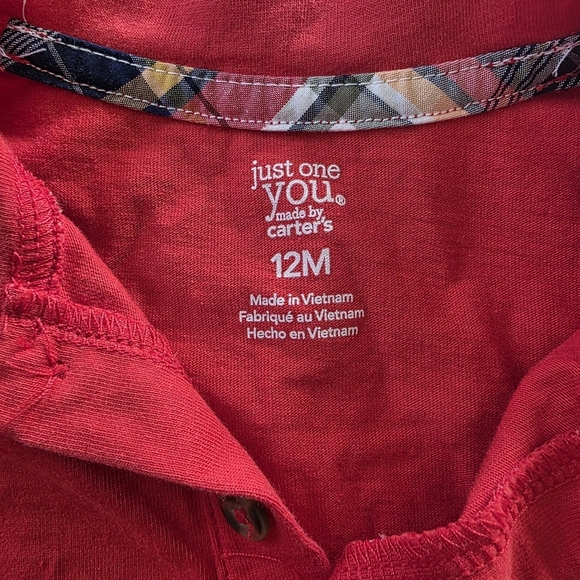 just one
you®
made by
carter's
12M
Made in Vietnam
Fabriqué au Vietnam
Hecho en Vietnam